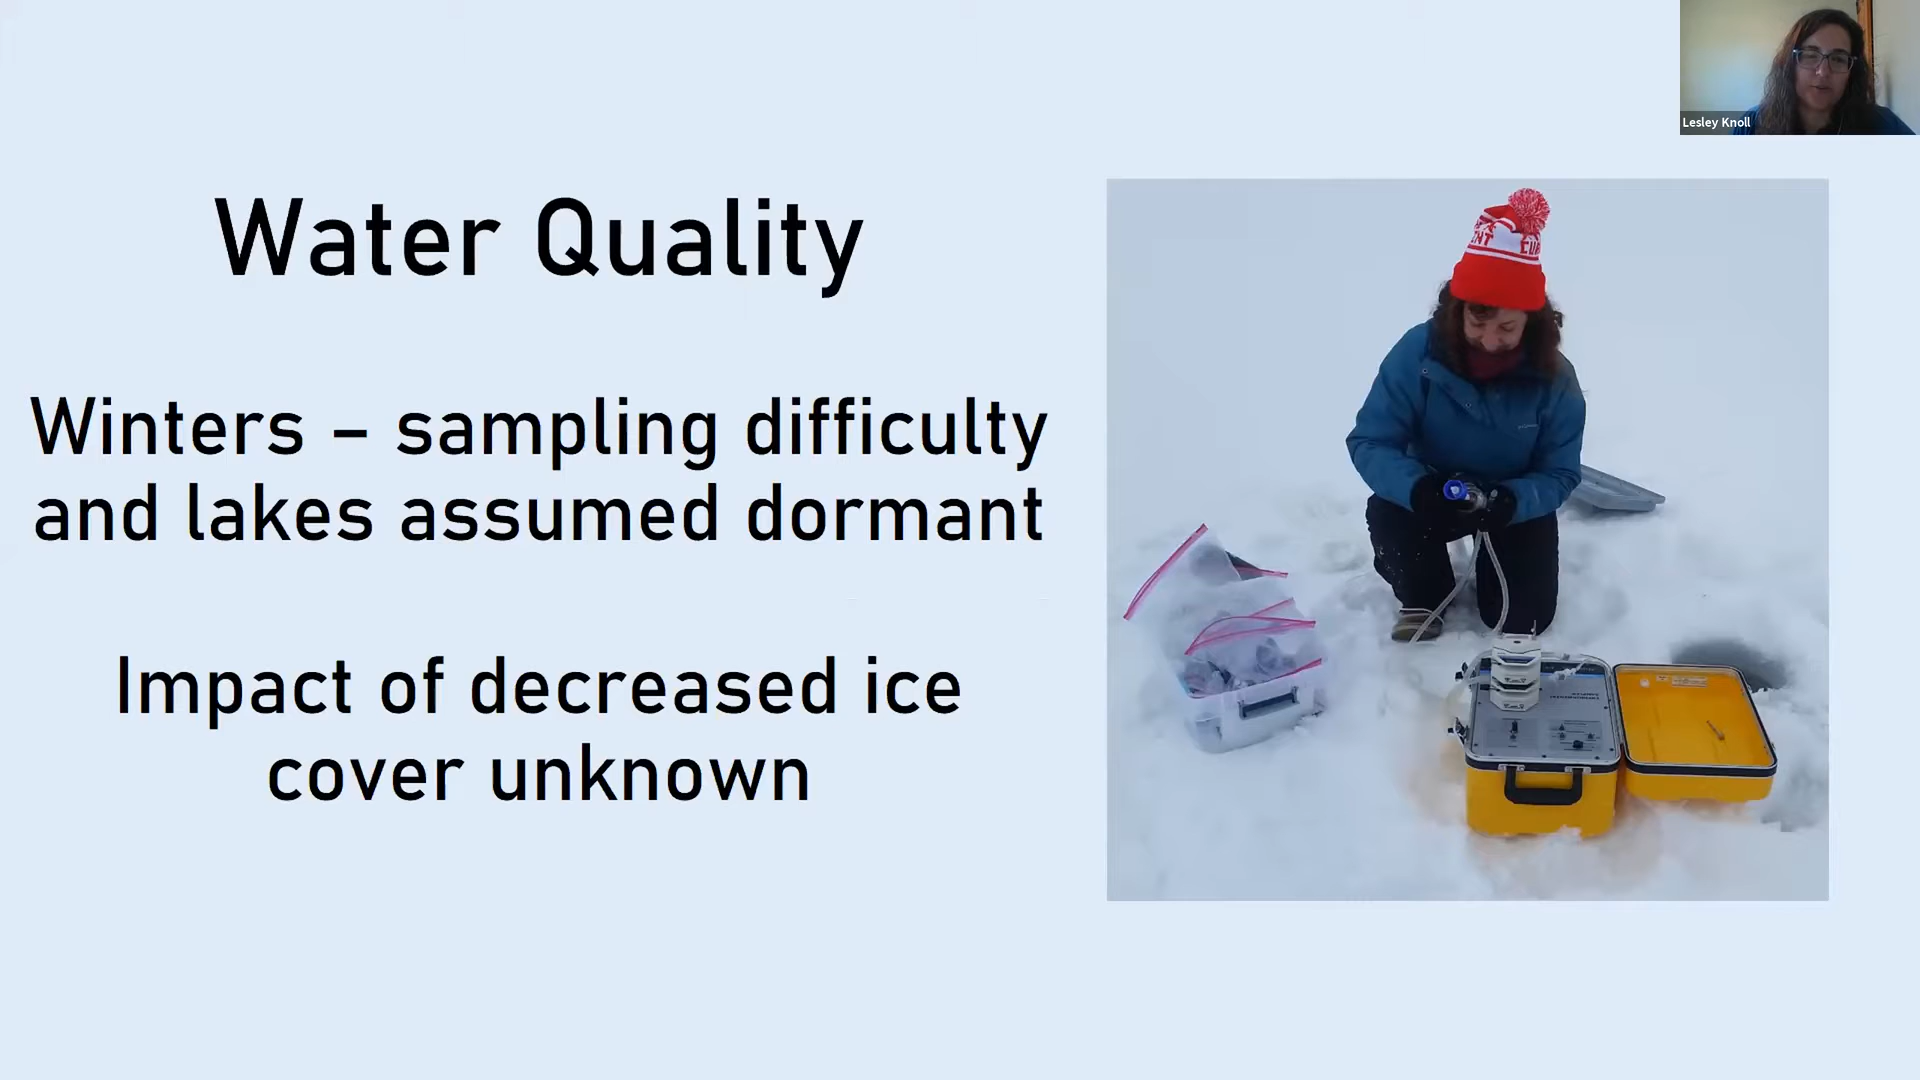 Lesley Knoll
Water Quality
Winters – sampling difficulty
and lakes assumed dormant
Impact of decreased ice
cover unknown